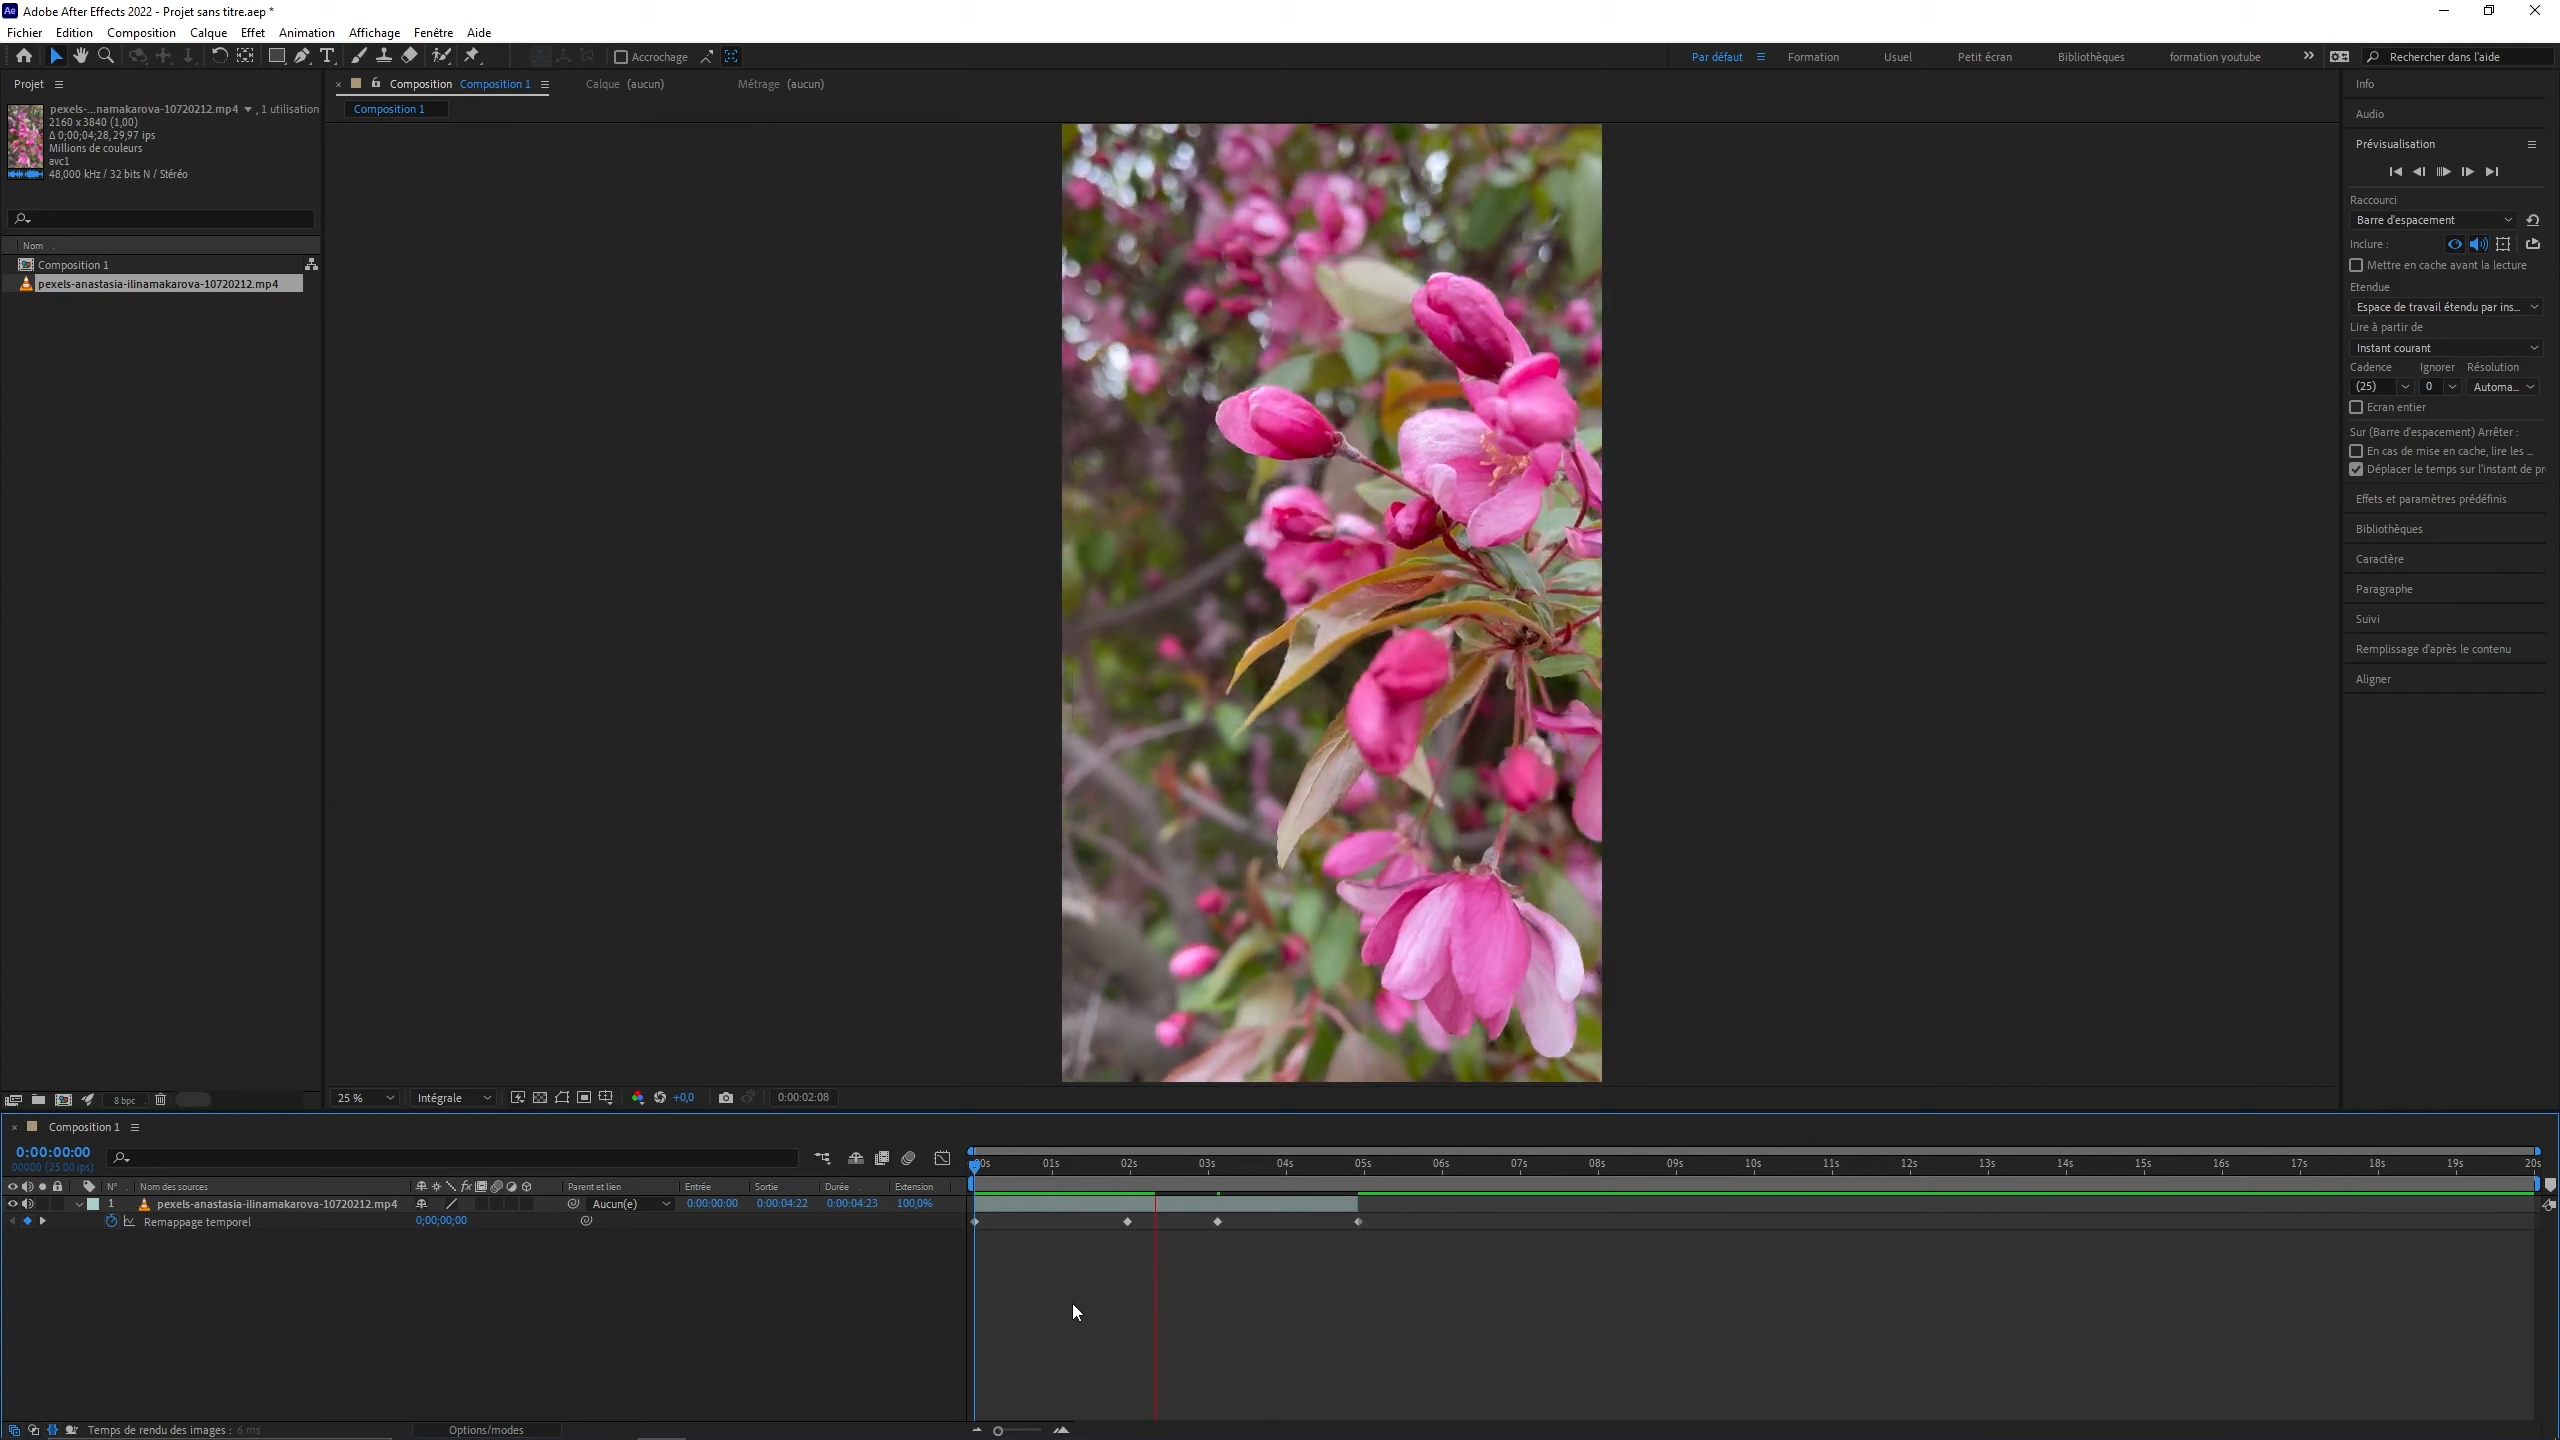 Ae Adobe After Effects 2022 - Projet sans titre.aep *
Fichier Edition Composition Calque Effet Animation Affichage Fenêtre Aide
Accrochage Par défaut Formation Usuel Petit écran Bibliothèques formation youtube Rechercher dans l'aide
Projet
pexels-...namakarova-10720212.mp4 , 1 utilisation
2160 x 3840 (1,00)
Δ 0;00;04;28, 29,97 ips
Millions de couleurs
avc1
48,000 kHz / 32 bits N / Stéréo
Nom
Composition 1
pexels-anastasia-ilinamakarova-10720212.mp4
8 bpc
Composition Composition 1 Calque (aucun) Métrage (aucun)
Composition 1
25 % Intégrale +0,0 0:00:02:08
Info
Audio
Prévisualisation
Raccourci
Barre d'espacement
Inclure :
Mettre en cache avant la lecture
Etendue
Espace de travail étendu par ins...
Lire à partir de
Instant courant
Cadence Ignorer Résolution
(25) 0 Automa...
Ecran entier
Sur (Barre d'espacement) Arrêter :
En cas de mise en cache, lire les ...
Déplacer le temps sur l'instant de pr
Effets et paramètres prédéfinis
Bibliothèques
Caractère
Paragraphe
Suivi
Remplissage d'après le contenu
Aligner
Composition 1
0:00:00:00
00000 (25.00 ips)
N° Nom des sources Parent et lien Entrée Sortie Durée Extension
1 pexels-anastasia-ilinamakarova-10720212.mp4 Aucun(e) 0:00:00:00 0:00:04:22 0:00:04:23 100,0%
Remappage temporel 0;00;00;00
00s 01s 02s 03s 04s 05s 06s 07s 08s 09s 10s 11s 12s 13s 14s 15s 16s 17s 18s 19s 20s
Temps de rendu des images : 6 ms Options/modes